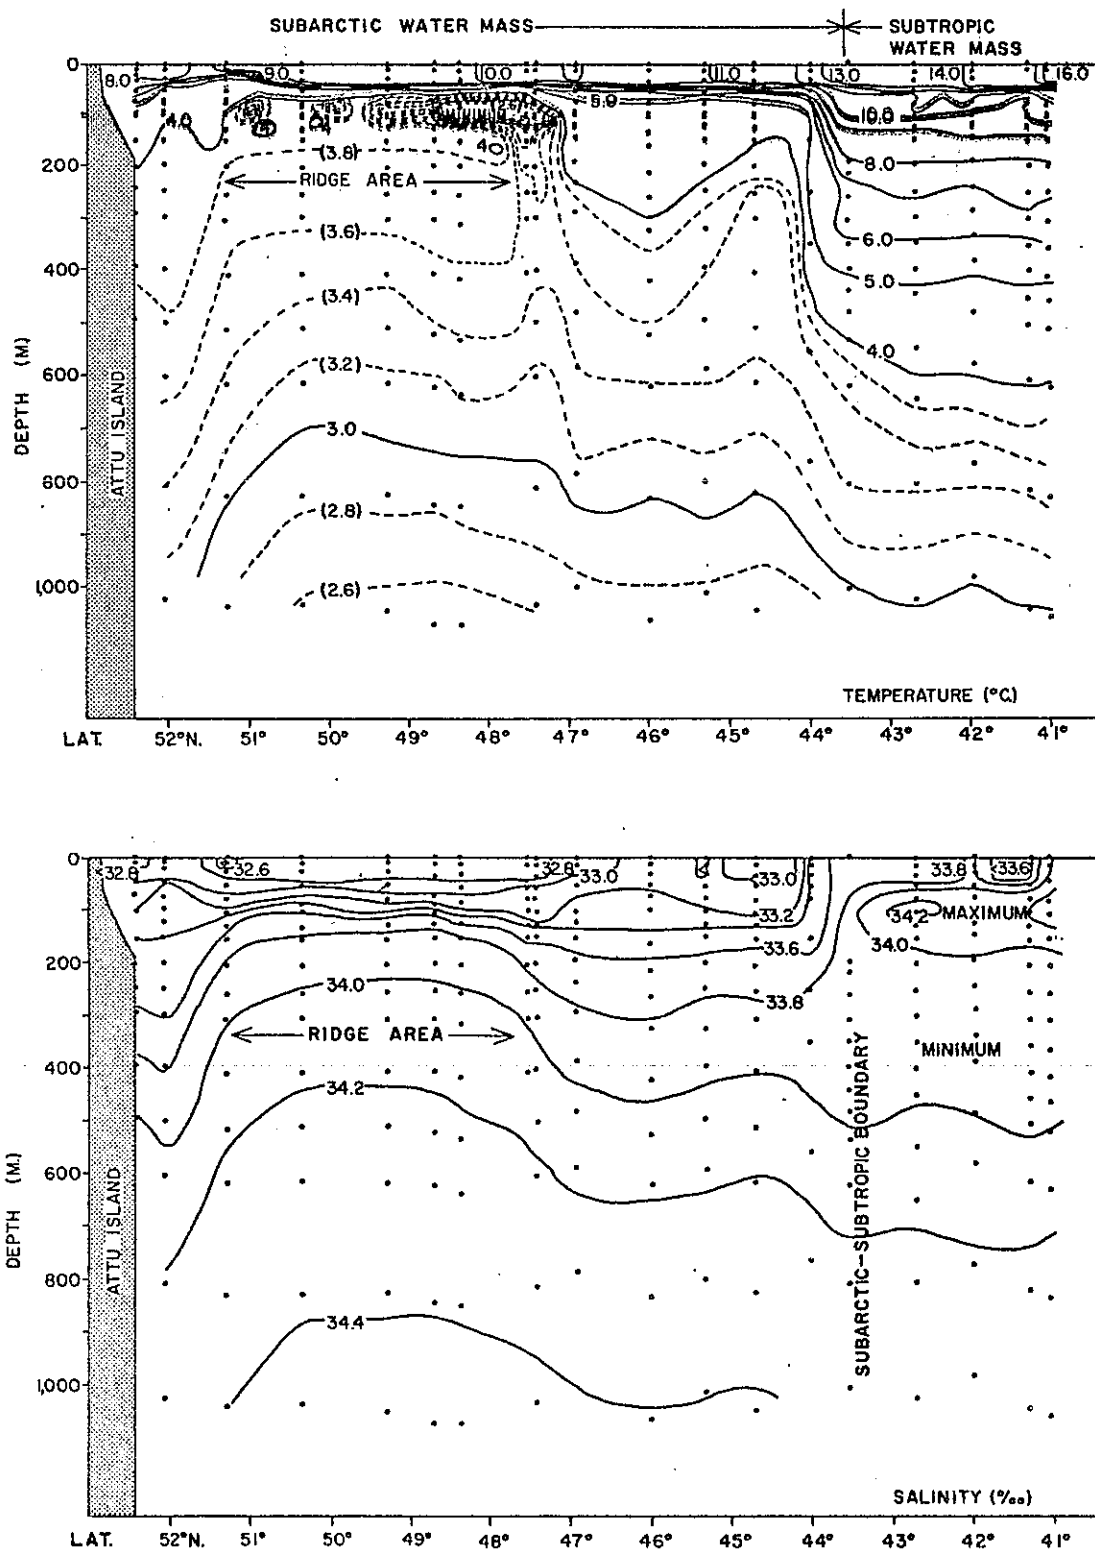 SUBARCTIC WATER MASS
SUBTROPIC
WATER MASS
8.0 9.0 10.0 11.0 13.0 14.0 16.0
0
200
400
600
800
1,000
DEPTH (M)
ATTU ISLAND
4.0
10.0
8.0
(3.8)
RIDGE AREA
(3.6)
6.0
5.0
(3.4)
4.0
(3.2)
3.0
(2.8)
(2.6)
TEMPERATURE (°C)
LAT. 52°N. 51° 50° 49° 48° 47° 46° 45° 44° 43° 42° 41°
32.8 32.6 32.8 33.0 33.0 33.8 33.6
33.2
34.2 MAXIMUM
33.6 34.0
34.0 33.8
RIDGE AREA
MINIMUM
34.2
34.4
SUBARCTIC-SUBTROPIC BOUNDARY
0
200
400
600
800
1,000
DEPTH (M.)
ATTU ISLAND
SALINITY (‰)
LAT. 52°N. 51° 50° 49° 48° 47° 46° 45° 44° 43° 42° 41°